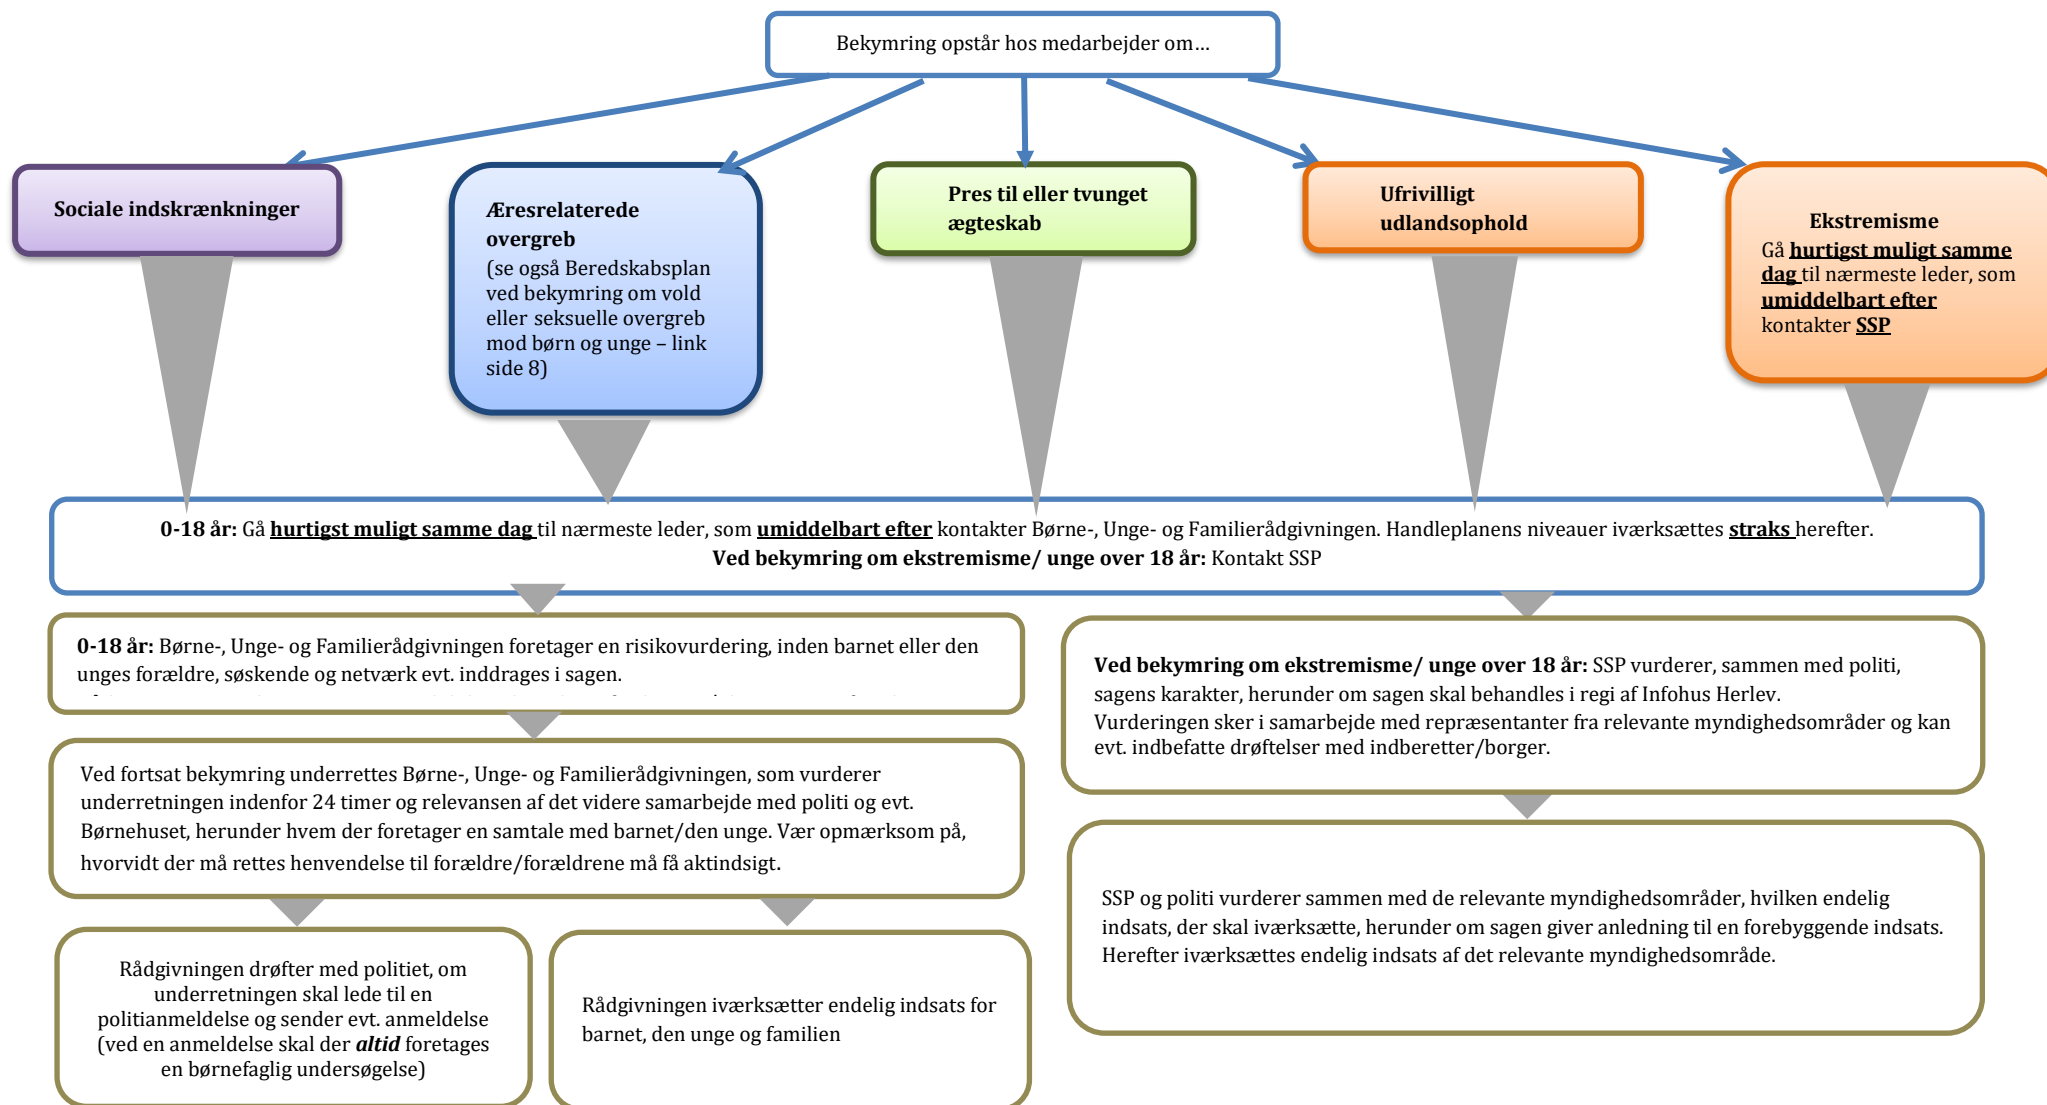 Bekymring opstår hos medarbejder om…
Sociale indskrænkninger
Æresrelaterede
overgreb
(se også Beredskabsplan
ved bekymring om vold
eller seksuelle overgreb
mod børn og unge – link
side 8)
Pres til eller tvunget
ægteskab
Ufrivilligt
udlandsophold
Ekstremisme
Gå hurtigst muligt samme
dag til nærmeste leder, som
umiddelbart efter
kontakter SSP
0-18 år: Gå hurtigst muligt samme dag til nærmeste leder, som umiddelbart efter kontakter Børne-, Unge- og Familierådgivningen. Handleplanens niveauer iværksættes straks herefter.
Ved bekymring om ekstremisme/ unge over 18 år: Kontakt SSP
0-18 år: Børne-, Unge- og Familierådgivningen foretager en risikovurdering, inden barnet eller den
unges forældre, søskende og netværk evt. inddrages i sagen.
Ved fortsat bekymring underrettes Børne-, Unge- og Familierådgivningen, som vurderer
underretningen indenfor 24 timer og relevansen af det videre samarbejde med politi og evt.
Børnehuset, herunder hvem der foretager en samtale med barnet/den unge. Vær opmærksom på,
hvorvidt der må rettes henvendelse til forældre/forældrene må få aktindsigt.
Rådgivningen drøfter med politiet, om
underretningen skal lede til en
politianmeldelse og sender evt. anmeldelse
(ved en anmeldelse skal der altid foretages
en børnefaglig undersøgelse)
Rådgivningen iværksætter endelig indsats for
barnet, den unge og familien
Ved bekymring om ekstremisme/ unge over 18 år: SSP vurderer, sammen med politi,
sagens karakter, herunder om sagen skal behandles i regi af Infohus Herlev.
Vurderingen sker i samarbejde med repræsentanter fra relevante myndighedsområder og kan
evt. indbefatte drøftelser med indberetter/borger.
SSP og politi vurderer sammen med de relevante myndighedsområder, hvilken endelig
indsats, der skal iværksætte, herunder om sagen giver anledning til en forebyggende indsats.
Herefter iværksættes endelig indsats af det relevante myndighedsområde.